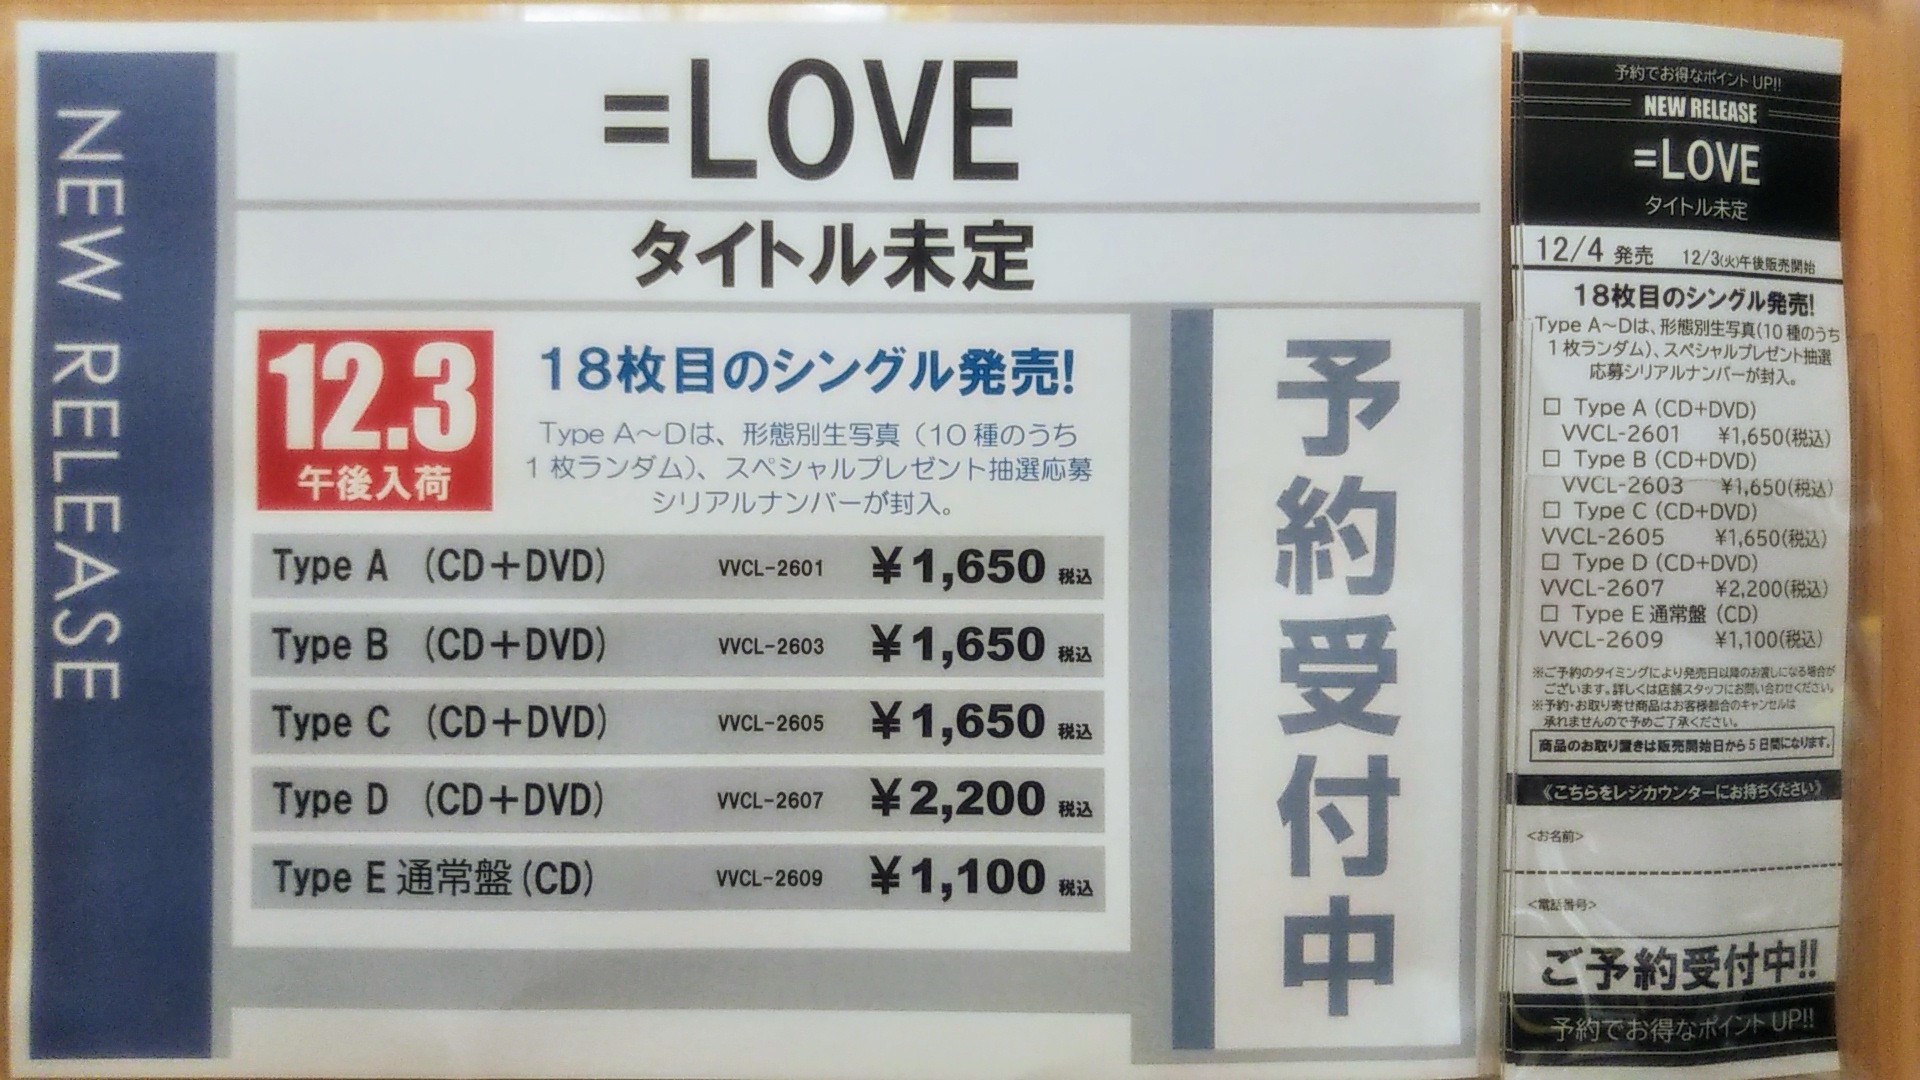 NEW RELEASE
=LOVE
タイトル未定
12.3
午後入荷
18枚目のシングル発売!
Type A～Dは、形態別生写真（10種のうち
1枚ランダム）、スペシャルプレゼント抽選応募
シリアルナンバーが封入。
Type A （CD＋DVD） VVCL-2601 ￥1,650 税込
Type B （CD＋DVD） VVCL-2603 ￥1,650 税込
Type C （CD＋DVD） VVCL-2605 ￥1,650 税込
Type D （CD＋DVD） VVCL-2607 ￥2,200 税込
Type E 通常盤 (CD) VVCL-2609 ￥1,100 税込
予約受付中
予約でお得なポイント UP!!
NEW RELEASE
=LOVE
タイトル未定
12/4 発売 12/3(火)午後販売開始
18枚目のシングル発売!
Type A～Dは、形態別生写真(10種のうち
1枚ランダム)、スペシャルプレゼント抽選
応募シリアルナンバーが封入。
□ Type A (CD+DVD)
VVCL-2601 ¥1,650(税込)
□ Type B (CD+DVD)
VVCL-2603 ¥1,650(税込)
□ Type C (CD+DVD)
VVCL-2605 ¥1,650(税込)
□ Type D (CD+DVD)
VVCL-2607 ¥2,200(税込)
□ Type E 通常盤 (CD)
VVCL-2609 ¥1,100(税込)
※ご予約のタイミングにより発売日以降のお渡しになる場合が
ございます。詳しくは店舗スタッフにお問い合わせください。
※予約・お取り寄せ商品はお客様都合のキャンセルは
承れませんので予めご了承ください。
商品のお取り置きは販売開始日から5日間になります。
《こちらをレジカウンターにお持ちください》
<お名前>
<電話番号>
ご予約受付中!!
予約でお得なポイント UP!!